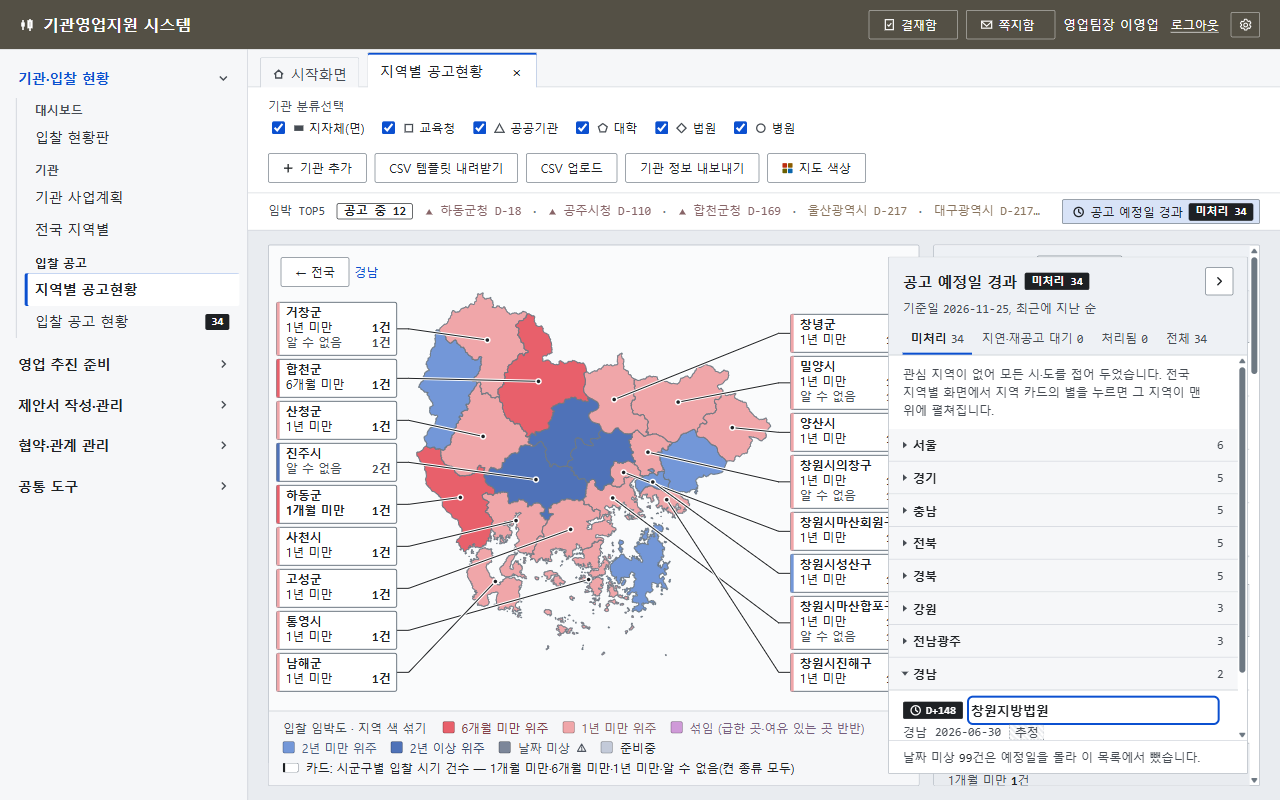 기관영업지원 시스템
결재함
쪽지함
영업팀장 이영업
로그아웃
기관·입찰 현황
대시보드
입찰 현황판
기관
기관 사업계획
전국 지역별
입찰 공고
지역별 공고현황
입찰 공고 현황 34
영업 추진 준비
제안서 작성·관리
협약·관계 관리
공통 도구
시작화면
지역별 공고현황 ×
기관 분류선택
지자체(면) 교육청 공공기관 대학 법원 병원
+ 기관 추가
CSV 템플릿 내려받기
CSV 업로드
기관 정보 내보내기
지도 색상
임박 TOP5 공고 중 12 ▲ 하동군청 D-18 · ▲ 공주시청 D-110 · ▲ 합천군청 D-169 · 울산광역시 D-217 · 대구광역시 D-217…
공고 예정일 경과 미처리 34
← 전국 경남
거창군
1년 미만 1건
알 수 없음 1건
합천군
6개월 미만 1건
산청군
1년 미만 1건
진주시
알 수 없음 2건
하동군
1개월 미만 1건
사천시
1년 미만 1건
고성군
1년 미만 1건
통영시
1년 미만 1건
남해군
1년 미만 1건
창녕군
1년 미만
밀양시
1년 미만
알 수 없음
양산시
1년 미만
창원시의창구
1년 미만
알 수 없음
창원시마산회원구
1년 미만
창원시성산구
1년 미만
창원시마산합포구
1년 미만
알 수 없음
창원시진해구
1년 미만
입찰 임박도 · 지역 색 섞기 6개월 미만 위주 1년 미만 위주 섞임 (급한 곳·여유 있는 곳 반반)
2년 미만 위주 2년 이상 위주 날짜 미상 ⚠ 준비중
카드: 시군구별 입찰 시기 건수 — 1개월 미만·6개월 미만·1년 미만·알 수 없음(켠 종류 모두)
공고 예정일 경과 미처리 34
기준일 2026-11-25, 최근에 지난 순
미처리 34 지연·재공고 대기 0 처리됨 0 전체 34
관심 지역이 없어 모든 시·도를 접어 두었습니다. 전국
지역별 화면에서 지역 카드의 별을 누르면 그 지역이 맨
위에 펼쳐집니다.
서울 6
경기 5
충남 5
전북 5
경북 5
강원 3
전남광주 3
경남 2
D+148 창원지방법원
경남 2026-06-30 추정
날짜 미상 99건은 예정일을 몰라 이 목록에서 뺐습니다.
1개월 미만 1건